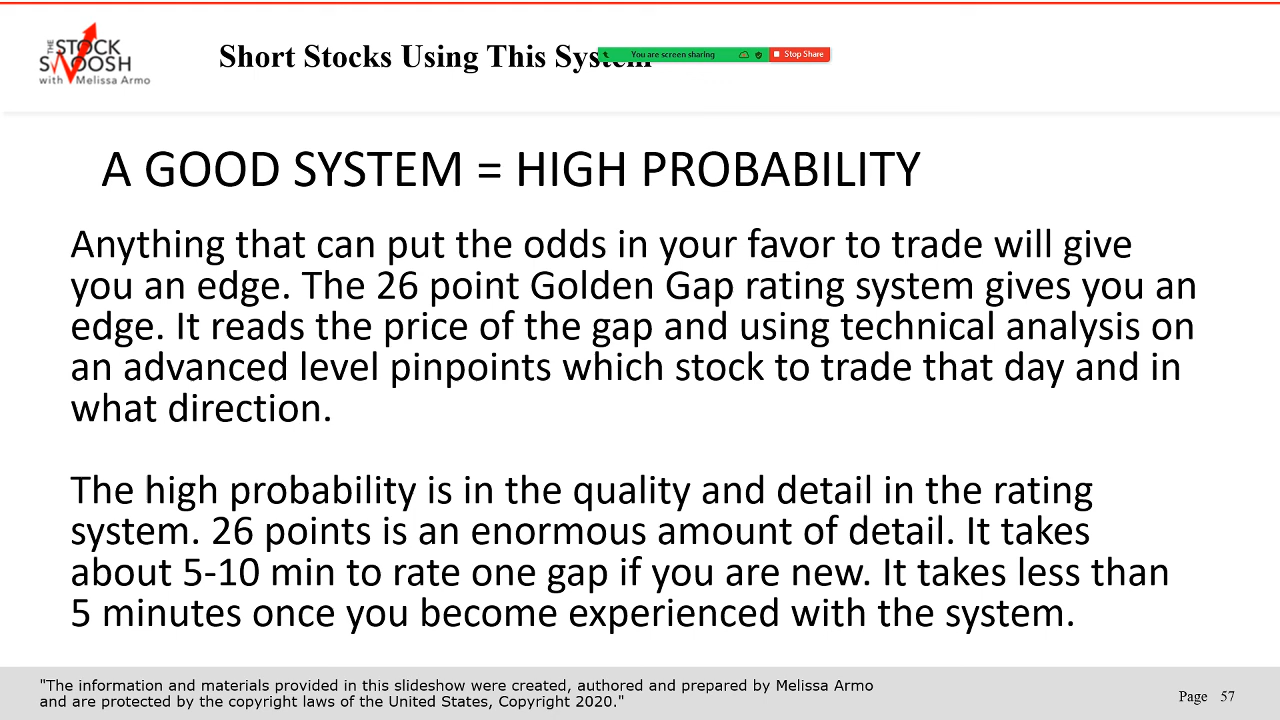 THE STOCK
SWOOSH
with Melissa Armo
Short Stocks Using This System
You are screen sharing
Stop Share
A GOOD SYSTEM = HIGH PROBABILITY
Anything that can put the odds in your favor to trade will give
you an edge. The 26 point Golden Gap rating system gives you an
edge. It reads the price of the gap and using technical analysis on
an advanced level pinpoints which stock to trade that day and in
what direction.
The high probability is in the quality and detail in the rating
system. 26 points is an enormous amount of detail. It takes
about 5-10 min to rate one gap if you are new. It takes less than
5 minutes once you become experienced with the system.
"The information and materials provided in this slideshow were created, authored and prepared by Melissa Armo
and are protected by the copyright laws of the United States, Copyright 2020."
Page 57